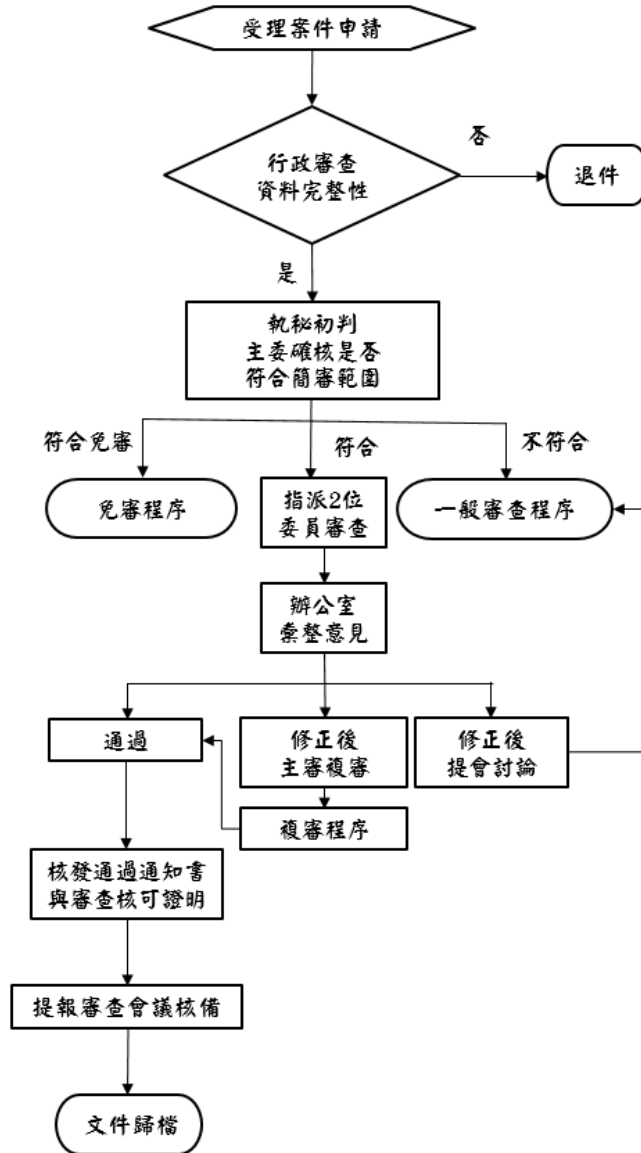 受理案件申請
否
行政審查
資料完整性
退件
是
執秘初判
主委確核是否
符合簡審範圍
符合免審
符合
不符合
免審程序
指派2位
委員審查
一般審查程序
辦公室
彙整意見
通過
修正後
主審複審
修正後
提會討論
複審程序
核發通過通知書
與審查核可證明
提報審查會議核備
文件歸檔